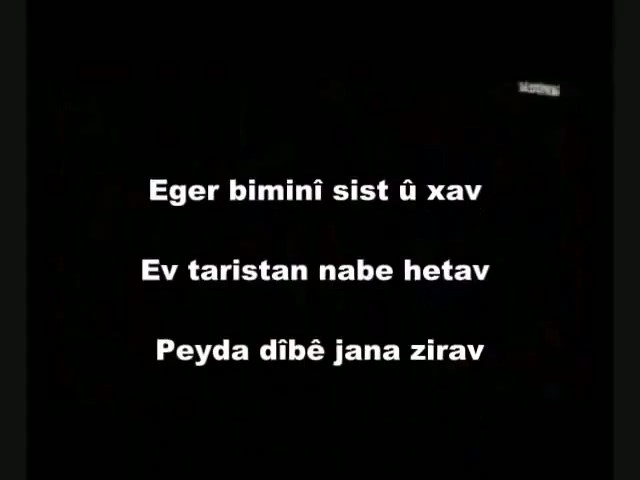 Eger biminî sist û xav
Ev taristan nabe hetav
Peyda dîbê jana zirav